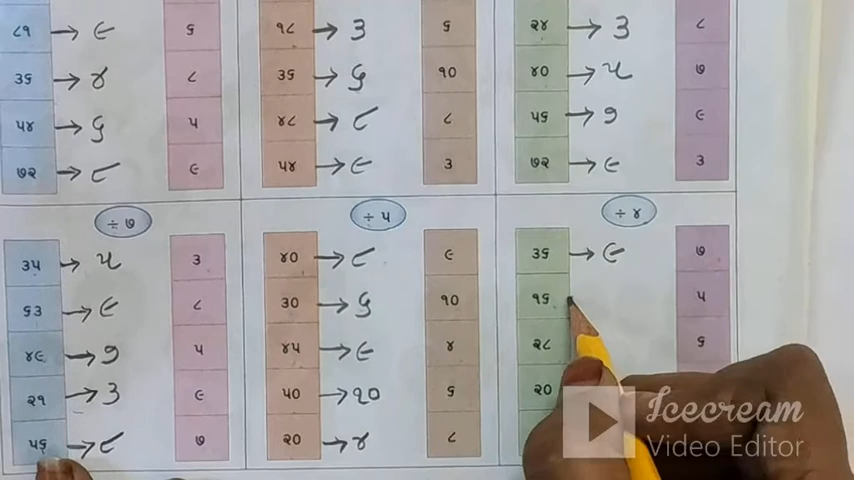 ૮૧ → ૯ ૬ ૧૮ → ૩ ૬ ૨૪ → ૩ ૮
૩૬ → ૪ ૮ ૩૬ → ૬ ૧૦ ૪૦ → ૫ ૭
૫૪ → ૬ ૫ ૪૮ → ૮ ૮ ૫૬ → ૭ ૯
૭૨ → ૮ ૯ ૫૪ → ૯ ૩ ૭૨ → ૯ ૩
÷ ૭ ÷ ૫ ÷ ૪
૩૫ → ૫ ૩ ૪૦ → ૮ ૯ ૩૬ → ૯ ૭
૬૩ → ૯ ૮ ૩૦ → ૬ ૧૦ ૧૬ ૫
૪૯ → ૭ ૫ ૪૫ → ૯ ૪ ૨૮ ૬
૨૧ → ૩ ૯ ૫૦ → ૧૦ ૬ ૨૦
૫૬ → ૮ ૭ ૨૦ → ૪ ૮
Icecream
Video Editor